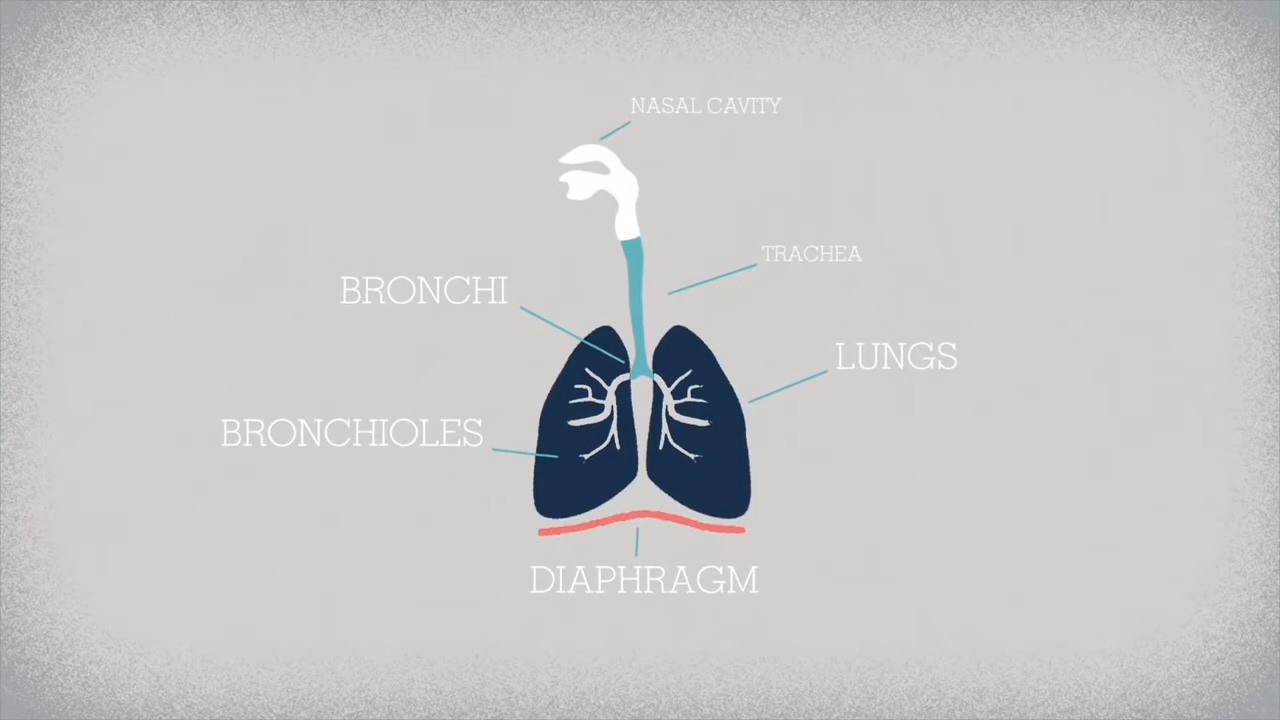 NASAL CAVITY
TRACHEA
BRONCHI
LUNGS
BRONCHIOLES
DIAPHRAGM